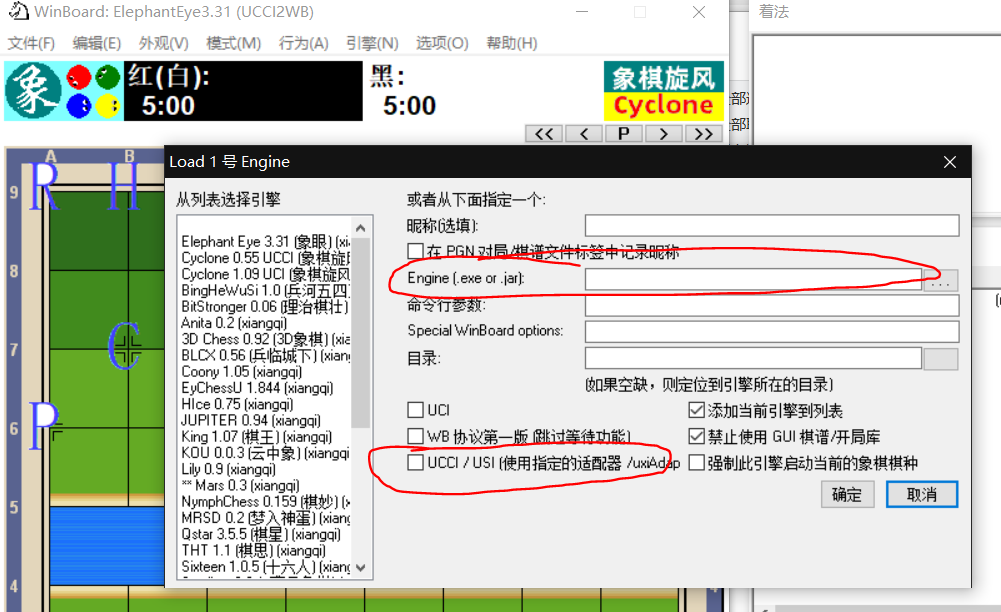 WinBoard: ElephantEye3.31 (UCCI2WB)
着法
文件(F) 编辑(E) 外观(V) 模式(M) 行为(A) 引擎(N) 选项(O) 帮助(H)
象
红(白):
5:00
黑:
5:00
象棋旋风
Cyclone
<< < P > >>
A B
R H
9
8
7
C
6
P
5
4
Load 1 号 Engine
从列表选择引擎
Elephant Eye 3.31 (象眼) (xi
Cyclone 0.55 UCCI (象棋旋
Cyclone 1.09 UCI (象棋旋风
BingHeWuSi 1.0 (兵河五四
BitStronger 0.06 (理治棋壮)
Anita 0.2 (xiangqi)
3D Chess 0.92 (3D象棋) (xia
BLCX 0.56 (兵临城下) (xian
Coony 1.05 (xiangqi)
EyChessU 1.844 (xiangqi)
HIce 0.75 (xiangqi)
JUPITER 0.94 (xiangqi)
King 1.07 (棋王) (xiangqi)
KOU 0.0.3 (云中象) (xiangqi
Lily 0.9 (xiangqi)
** Mars 0.3 (xiangqi)
NymphChess 0.159 (棋妙) (x
MRSD 0.2 (梦入神蛋) (xiang
Qstar 3.5.5 (棋星) (xiangqi)
THT 1.1 (棋思) (xiangqi)
Sixteen 1.0.5 (十六人) (xiang
或者从下面指定一个:
昵称(选填):
在 PGN 对局/棋谱文件标签中记录昵称
Engine (.exe or .jar):
...
命令行参数:
Special WinBoard options:
目录:
(如果空缺，则定位到引擎所在的目录)
UCI
添加当前引擎到列表
WB 协议第一版 (跳过等待功能)
禁止使用 GUI 棋谱/开局库
UCCI / USI (使用指定的适配器 /uxiAdap
强制此引擎启动当前的象棋棋种
确定
取消